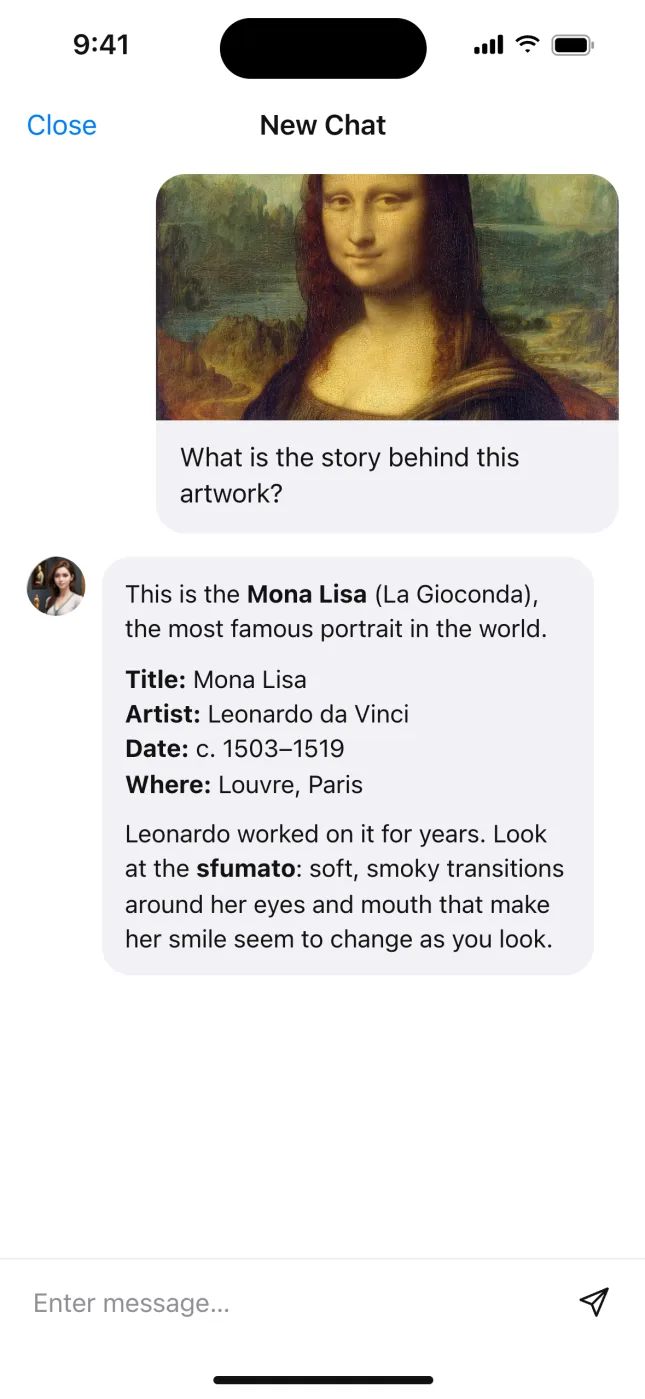 9:41
Close
New Chat
What is the story behind this
artwork?
This is the Mona Lisa (La Gioconda),
the most famous portrait in the world.
Title: Mona Lisa
Artist: Leonardo da Vinci
Date: c. 1503–1519
Where: Louvre, Paris
Leonardo worked on it for years. Look
at the sfumato: soft, smoky transitions
around her eyes and mouth that make
her smile seem to change as you look.
Enter message...